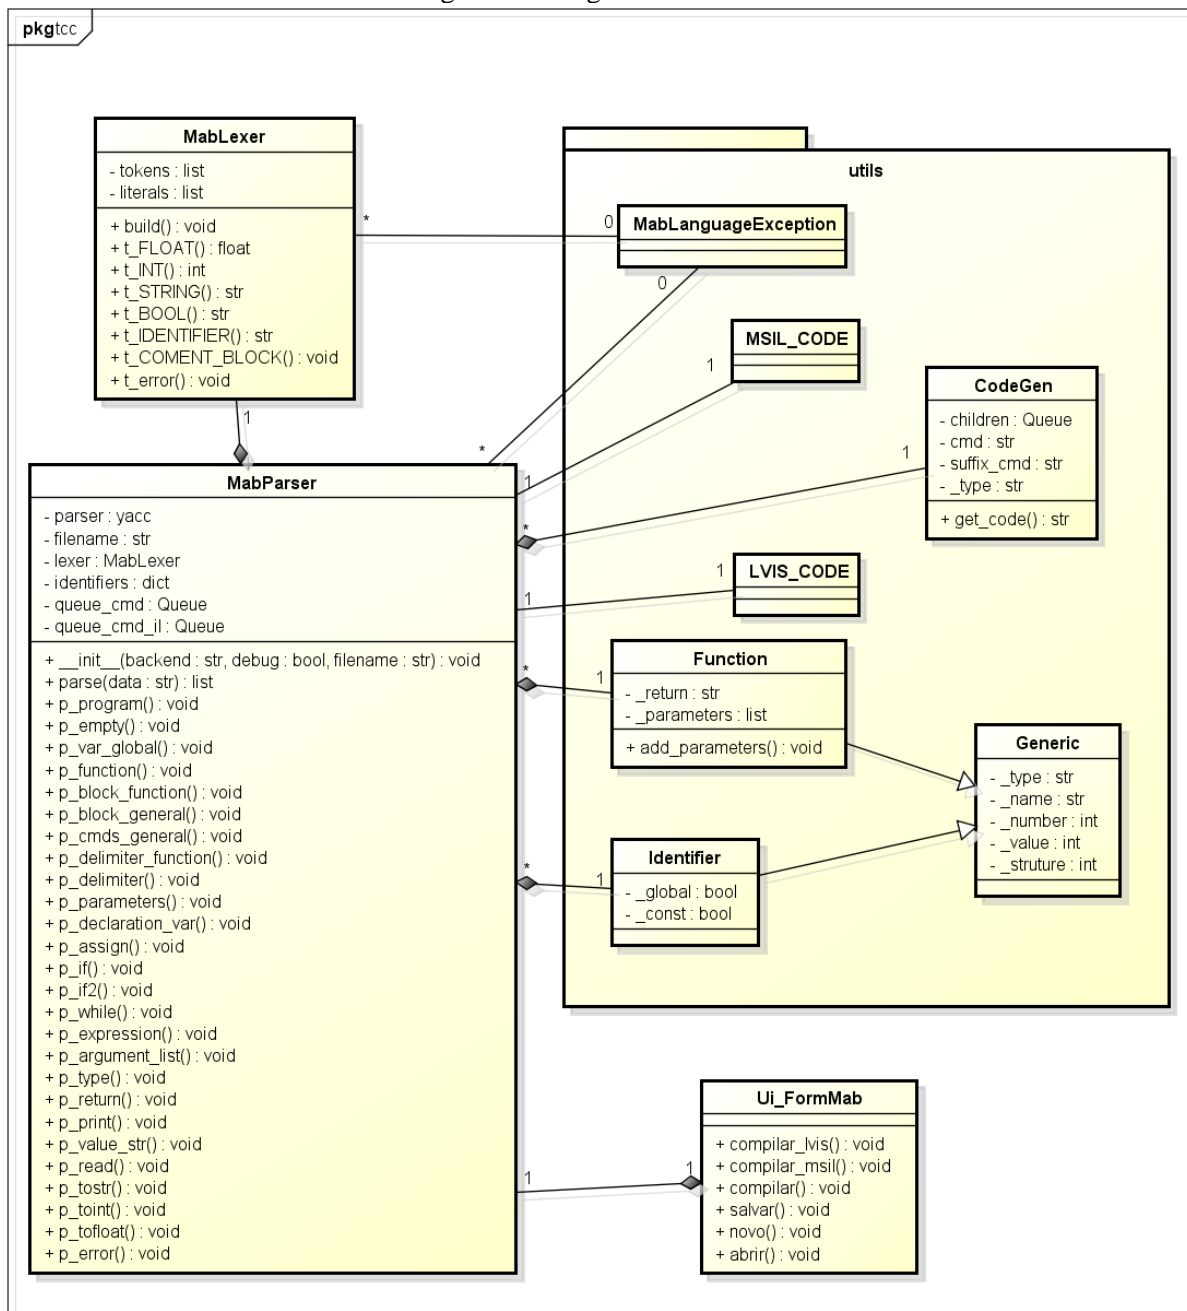 pkg tcc
MabLexer
- tokens : list
- literals : list
+ build() : void
+ t_FLOAT() : float
+ t_INT() : int
+ t_STRING() : str
+ t_BOOL() : str
+ t_IDENTIFIER() : str
+ t_COMENT_BLOCK() : void
+ t_error() : void
*
0
1
utils
MabLanguageException
0
*
MSIL_CODE
1
1
CodeGen
- children : Queue
- cmd : str
- suffix_cmd : str
- _type : str
+ get_code() : str
1
*
LVIS_CODE
1
1
Function
- _return : str
- _parameters : list
+ add_parameters() : void
1
*
Generic
- _type : str
- _name : str
- _number : int
- _value : int
- _struture : int
Identifier
- _global : bool
- _const : bool
1
*
MabParser
- parser : yacc
- filename : str
- lexer : MabLexer
- identifiers : dict
- queue_cmd : Queue
- queue_cmd_il : Queue
+ __init__(backend : str, debug : bool, filename : str) : void
+ parse(data : str) : list
+ p_program() : void
+ p_empty() : void
+ p_var_global() : void
+ p_function() : void
+ p_block_function() : void
+ p_block_general() : void
+ p_cmds_general() : void
+ p_delimiter_function() : void
+ p_delimiter() : void
+ p_parameters() : void
+ p_declaration_var() : void
+ p_assign() : void
+ p_if() : void
+ p_if2() : void
+ p_while() : void
+ p_expression() : void
+ p_argument_list() : void
+ p_type() : void
+ p_return() : void
+ p_print() : void
+ p_value_str() : void
+ p_read() : void
+ p_tostr() : void
+ p_toint() : void
+ p_tofloat() : void
+ p_error() : void
1
1
Ui_FormMab
+ compilar_lvis() : void
+ compilar_msil() : void
+ compilar() : void
+ salvar() : void
+ novo() : void
+ abrir() : void